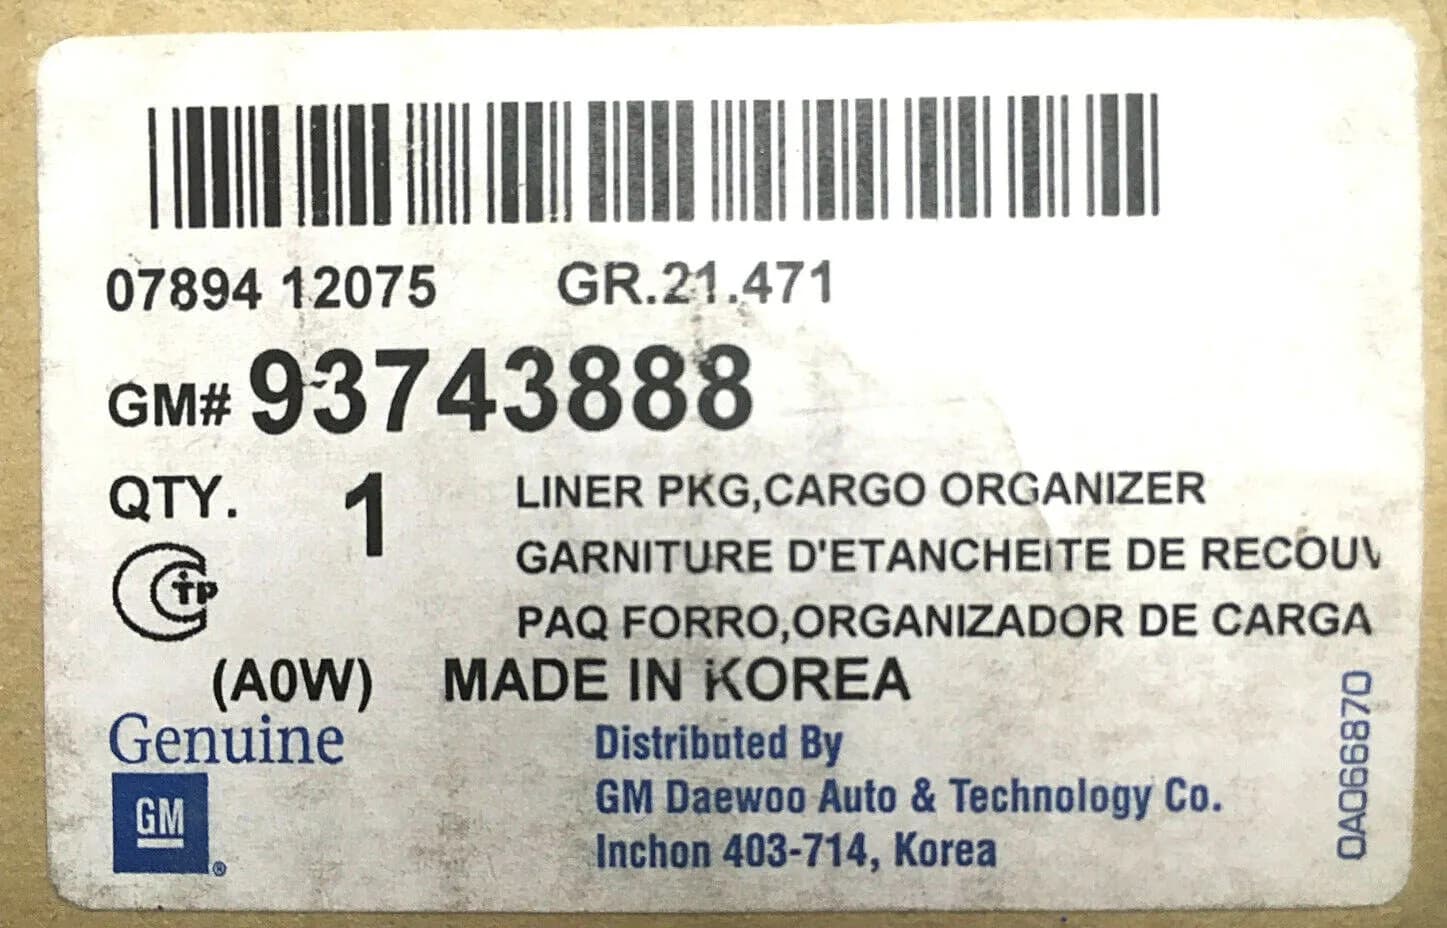 07894 12075 GR.21.471
GM# 93743888
QTY. 1 LINER PKG,CARGO ORGANIZER
GARNITURE D'ETANCHEITE DE RECOUV
PAQ FORRO,ORGANIZADOR DE CARGA
(A0W) MADE IN KOREA
Genuine
GM
®
Distributed By
GM Daewoo Auto & Technology Co.
Inchon 403-714, Korea
0A066870